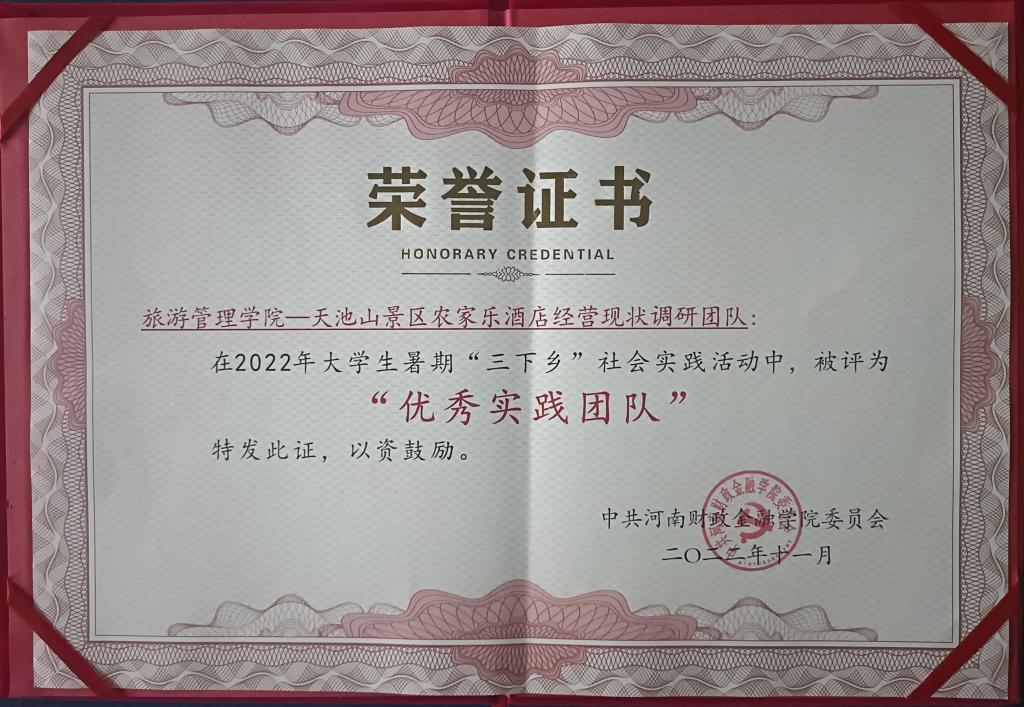 荣誉证书
HONORARY CREDENTIAL
旅游管理学院—天池山景区农家乐酒店经营现状调研团队：
在2022年大学生暑期“三下乡”社会实践活动中，被评为
“优秀实践团队”
特发此证，以资鼓励。
中共河南财政金融学院委员会
二〇二二年十一月